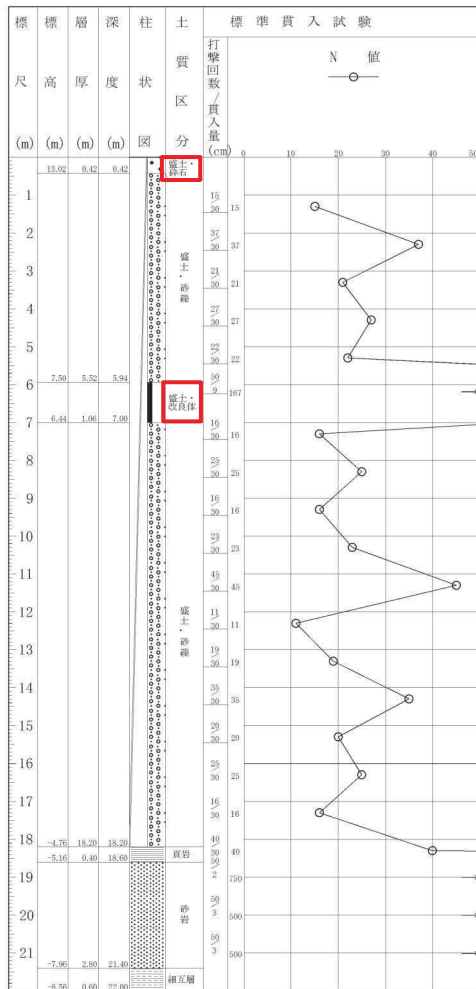 標尺(m)
標高(m)
層厚(m)
深度(m)
柱状図
土質区分
標準貫入試験
打撃回数/貫入量(cm)
N 値
0 10 20 30 40 50
13.02 0.42 0.42 盛土・砕石
1 15/30 15
2 37/30 37
3 盛土・砂礫 21/30 21
4 27/30 27
5 22/30 22
7.50 5.52 5.94
6 盛土・改良体 50/9 167
6.44 1.06 7.00
7 16/30 16
8 25/30 25
9 16/30 16
10 23/30 23
11 45/30 45
12 盛土・砂礫 11/30 11
13 19/30 19
14 35/30 35
15 20/30 20
16 25/30 25
17 16/30 16
18 40/30 40
-4.76 18.20 18.20
頁岩
-5.16 0.40 18.60
19 50/2 750
20 砂岩 50/3 500
21 50/3 500
-7.96 2.80 21.40
細互層
-8.56 0.60 22.00